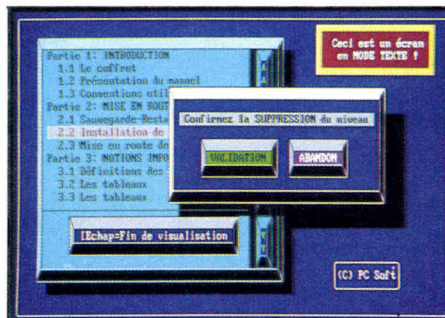 Partie 1: INTRODUCTION
1.1 Le coffret
1.2 Présentation du manuel
1.3 Conventions util
Partie 2: MISE EN ROUT
2.1 Sauvegarde-Resta
2.2 Installation de
2.3 Mise en route de
Partie 3: NOTIONS IMPO
3.1 Définitions des
3.2 Les tableaux
3.3 Les tableaux
[Echap=Fin de visualisation
Ceci est un écran
en MODE TEXTE !
Confirmez la SUPPRESSION du niveau
VALIDATION
ABANDON
(C) PC Soft